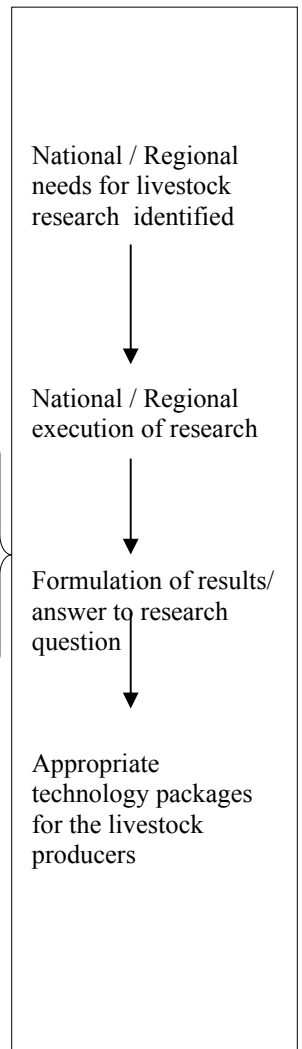 National / Regional
needs for livestock
research identified
National / Regional
execution of research
Formulation of results/
answer to research
question
Appropriate
technology packages
for the livestock
producers